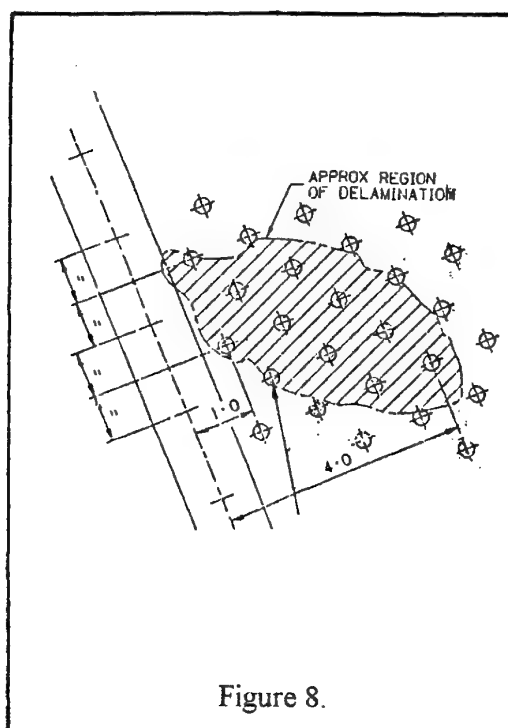 APPROX REGION
OF DELAMINATION
"
"
"
"
1·0
4·0
Figure 8.